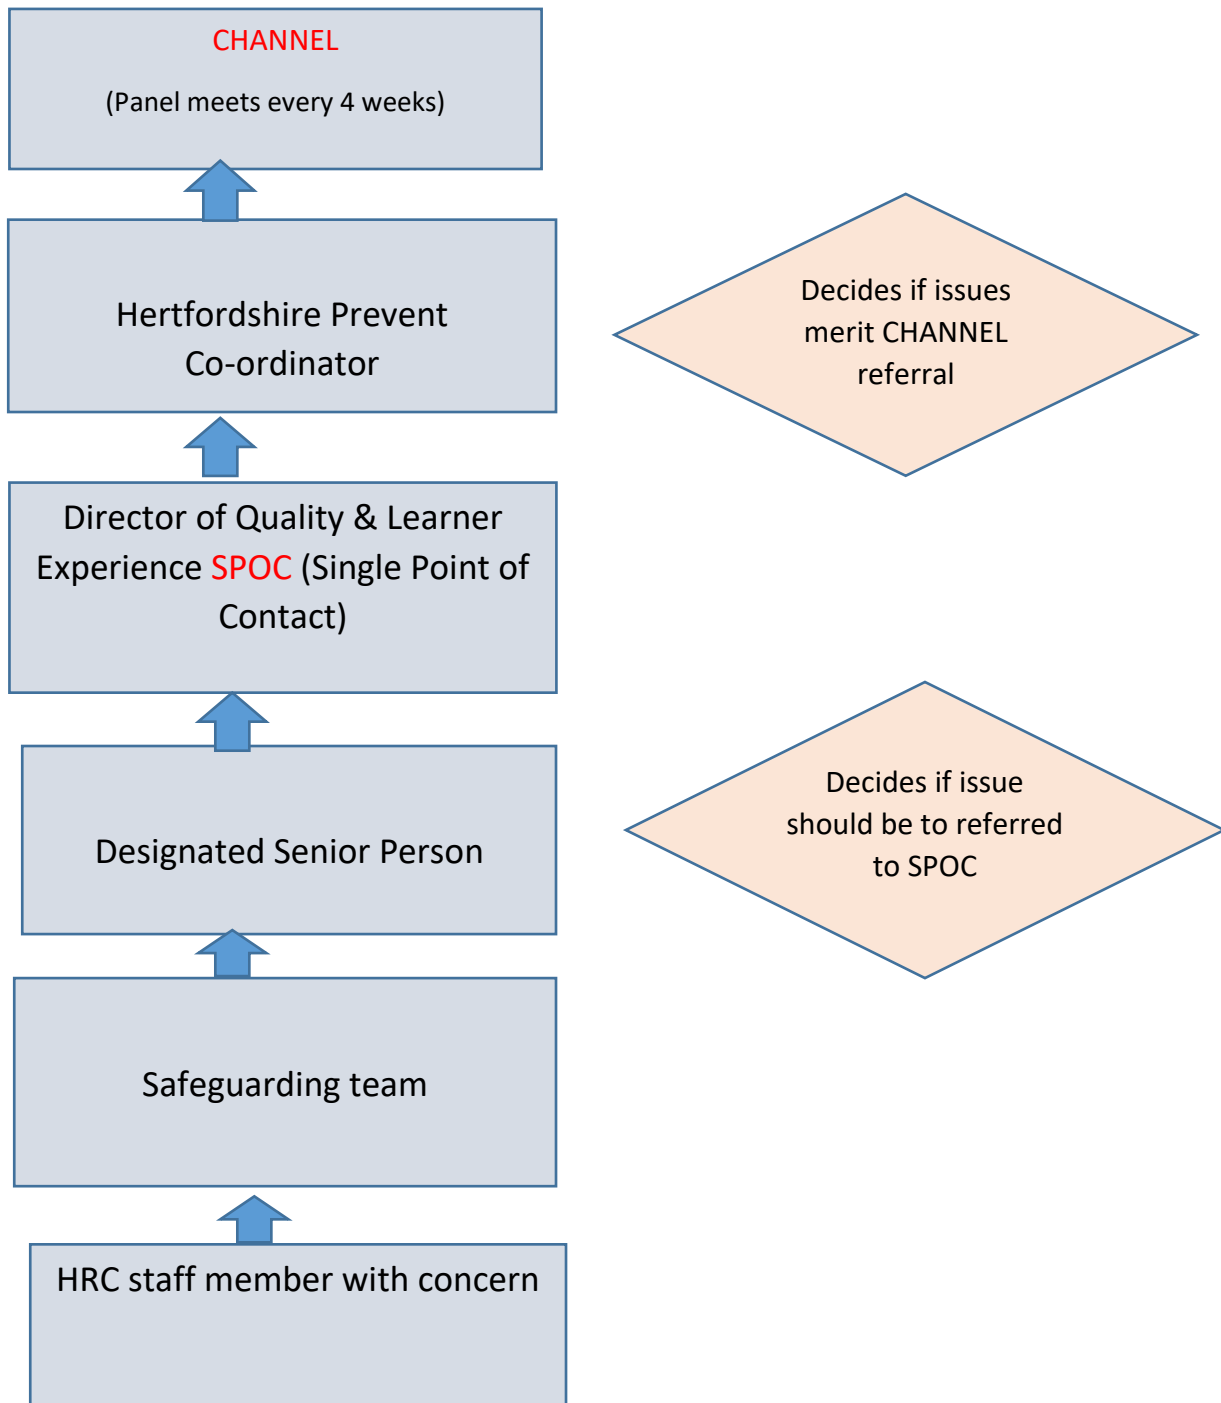 CHANNEL
(Panel meets every 4 weeks)
Hertfordshire Prevent
Co-ordinator
Decides if issues
merit CHANNEL
referral
Director of Quality & Learner
Experience SPOC (Single Point of
Contact)
Designated Senior Person
Decides if issue
should be to referred
to SPOC
Safeguarding team
HRC staff member with concern